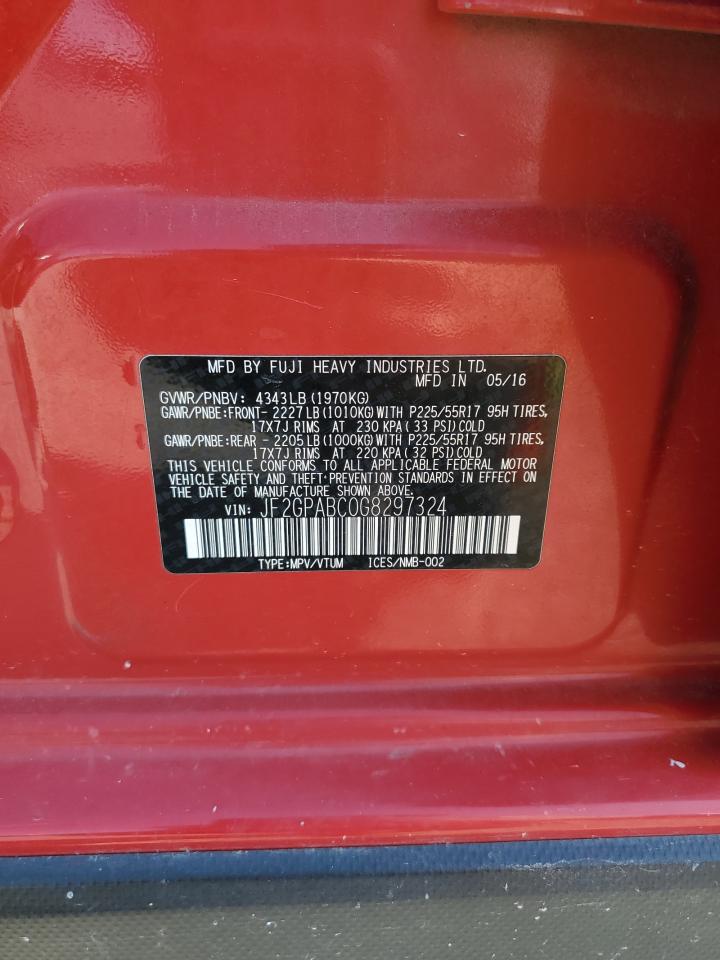 MFD BY FUJI HEAVY INDUSTRIES LTD.
MFD IN 05/16
GVWR/PNBV: 4343LB(1970KG)
GAWR/PNBE:FRONT- 2227LB(1010KG)WITH P225/55R17 95H TIRES,
17X7J RIMS AT 230 KPA(33 PSI)COLD
GAWR/PNBE:REAR - 2205LB(1000KG)WITH P225/55R17 95H TIRES,
17X7J RIMS AT 220 KPA(32 PSI)COLD
THIS VEHICLE CONFORMS TO ALL APPLICABLE FEDERAL MOTOR
VEHICLE SAFETY AND THEFT PREVENTION STANDARDS IN EFFECT
ON THE DATE OF MANUFACTURE SHOWN ABOVE.
VIN: JF2GPABC0G8297324
TYPE:MPV/VTUM ICES/NMB-002